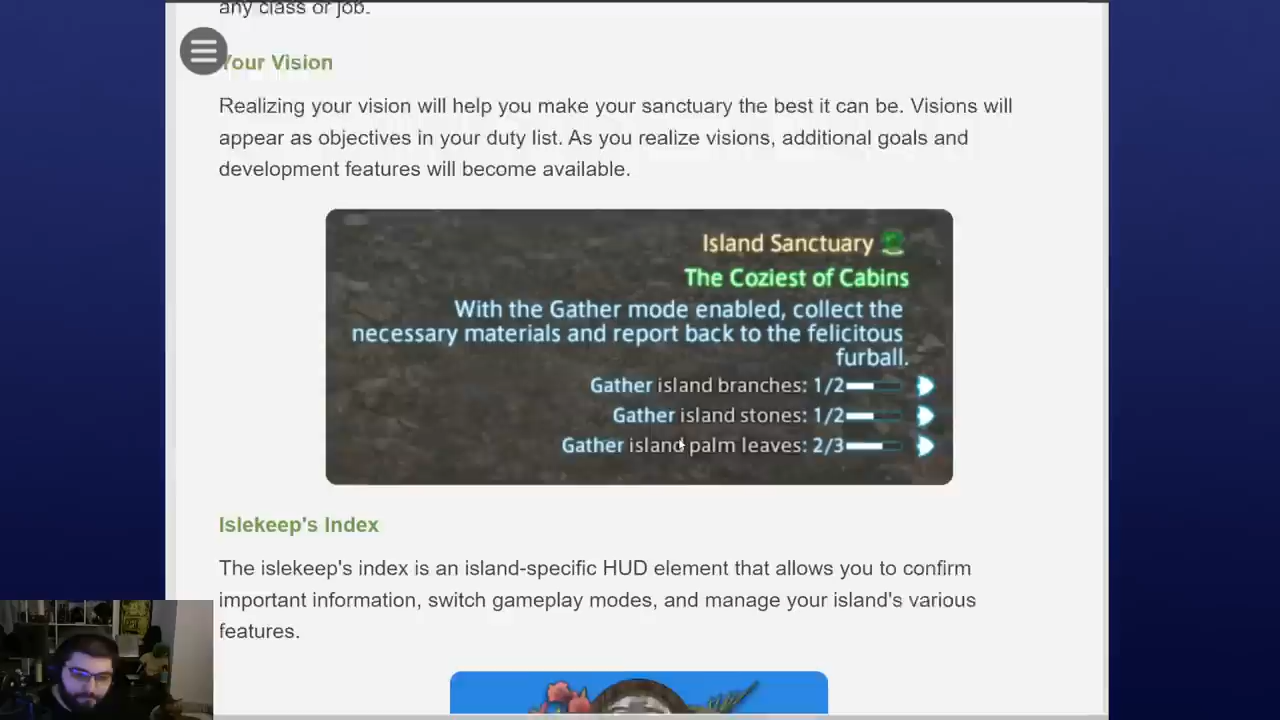 any class or job.
Your Vision
Realizing your vision will help you make your sanctuary the best it can be. Visions will
appear as objectives in your duty list. As you realize visions, additional goals and
development features will become available.
Island Sanctuary
The Coziest of Cabins
With the Gather mode enabled, collect the
necessary materials and report back to the felicitous
furball.
Gather island branches: 1/2
Gather island stones: 1/2
Gather island palm leaves: 2/3
Islekeep's Index
The islekeep's index is an island-specific HUD element that allows you to confirm
important information, switch gameplay modes, and manage your island's various
features.